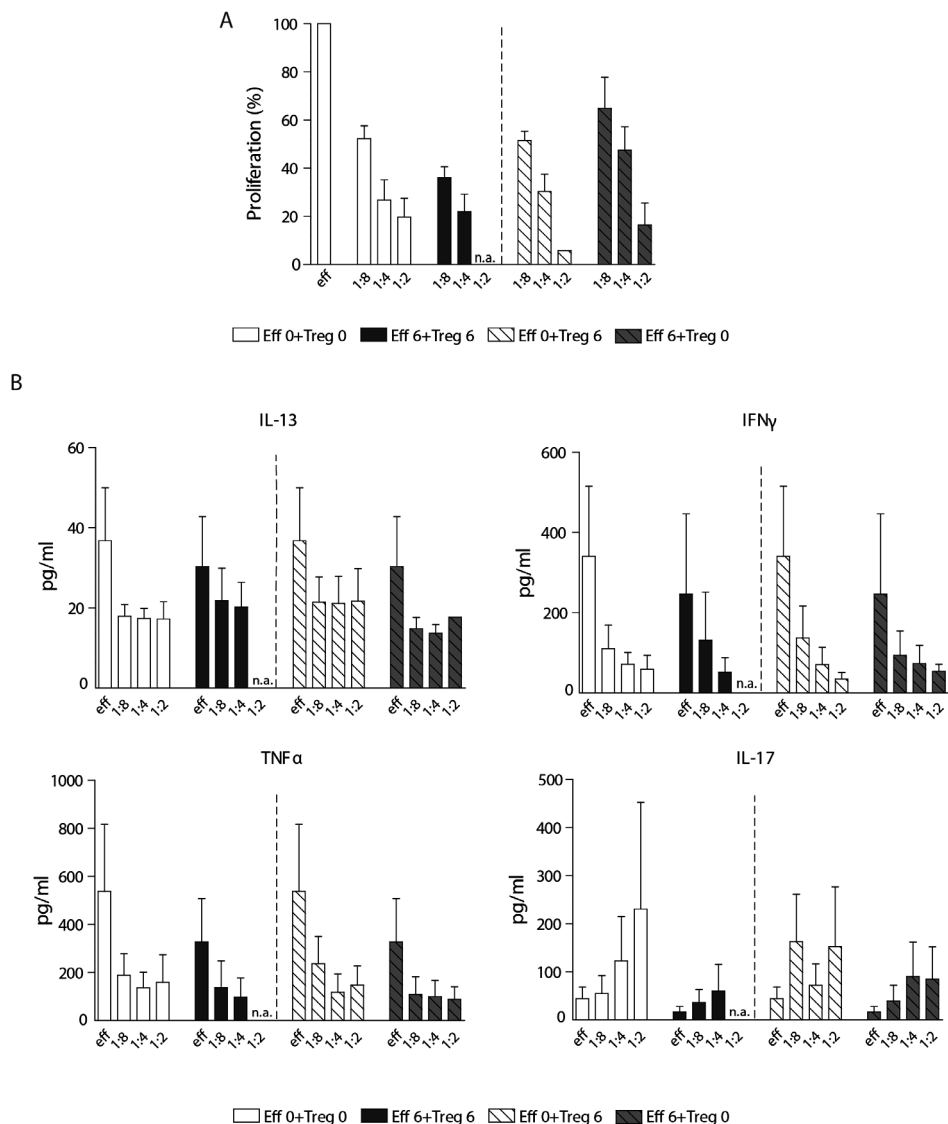 A
100
80
60
40
20
0
Proliferation (%)
n.a.
eff 1:8 1:4 1:2 1:8 1:4 1:2 1:8 1:4 1:2 1:8 1:4 1:2
Eff 0+Treg 0 Eff 6+Treg 6 Eff 0+Treg 6 Eff 6+Treg 0
B
IL-13
60
40
20
0
pg/ml
n.a.
eff 1:8 1:4 1:2 eff 1:8 1:4 1:2 eff 1:8 1:4 1:2 eff 1:8 1:4 1:2
IFNγ
600
400
200
0
pg/ml
n.a.
eff 1:8 1:4 1:2 eff 1:8 1:4 1:2 eff 1:8 1:4 1:2 eff 1:8 1:4 1:2
TNFα
1000
800
600
400
200
0
pg/ml
n.a.
eff 1:8 1:4 1:2 eff 1:8 1:4 1:2 eff 1:8 1:4 1:2 eff 1:8 1:4 1:2
IL-17
500
400
300
200
100
0
pg/ml
n.a.
eff 1:8 1:4 1:2 eff 1:8 1:4 1:2 eff 1:8 1:4 1:2 eff 1:8 1:4 1:2
Eff 0+Treg 0 Eff 6+Treg 6 Eff 0+Treg 6 Eff 6+Treg 0